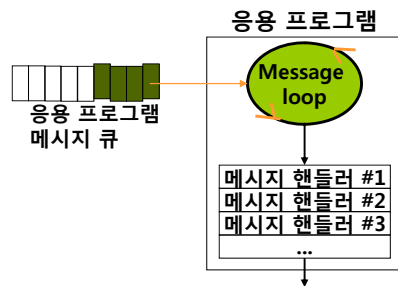 응용 프로그램
Message
loop
응용 프로그램
메시지 큐
메시지 핸들러 #1
메시지 핸들러 #2
메시지 핸들러 #3
...